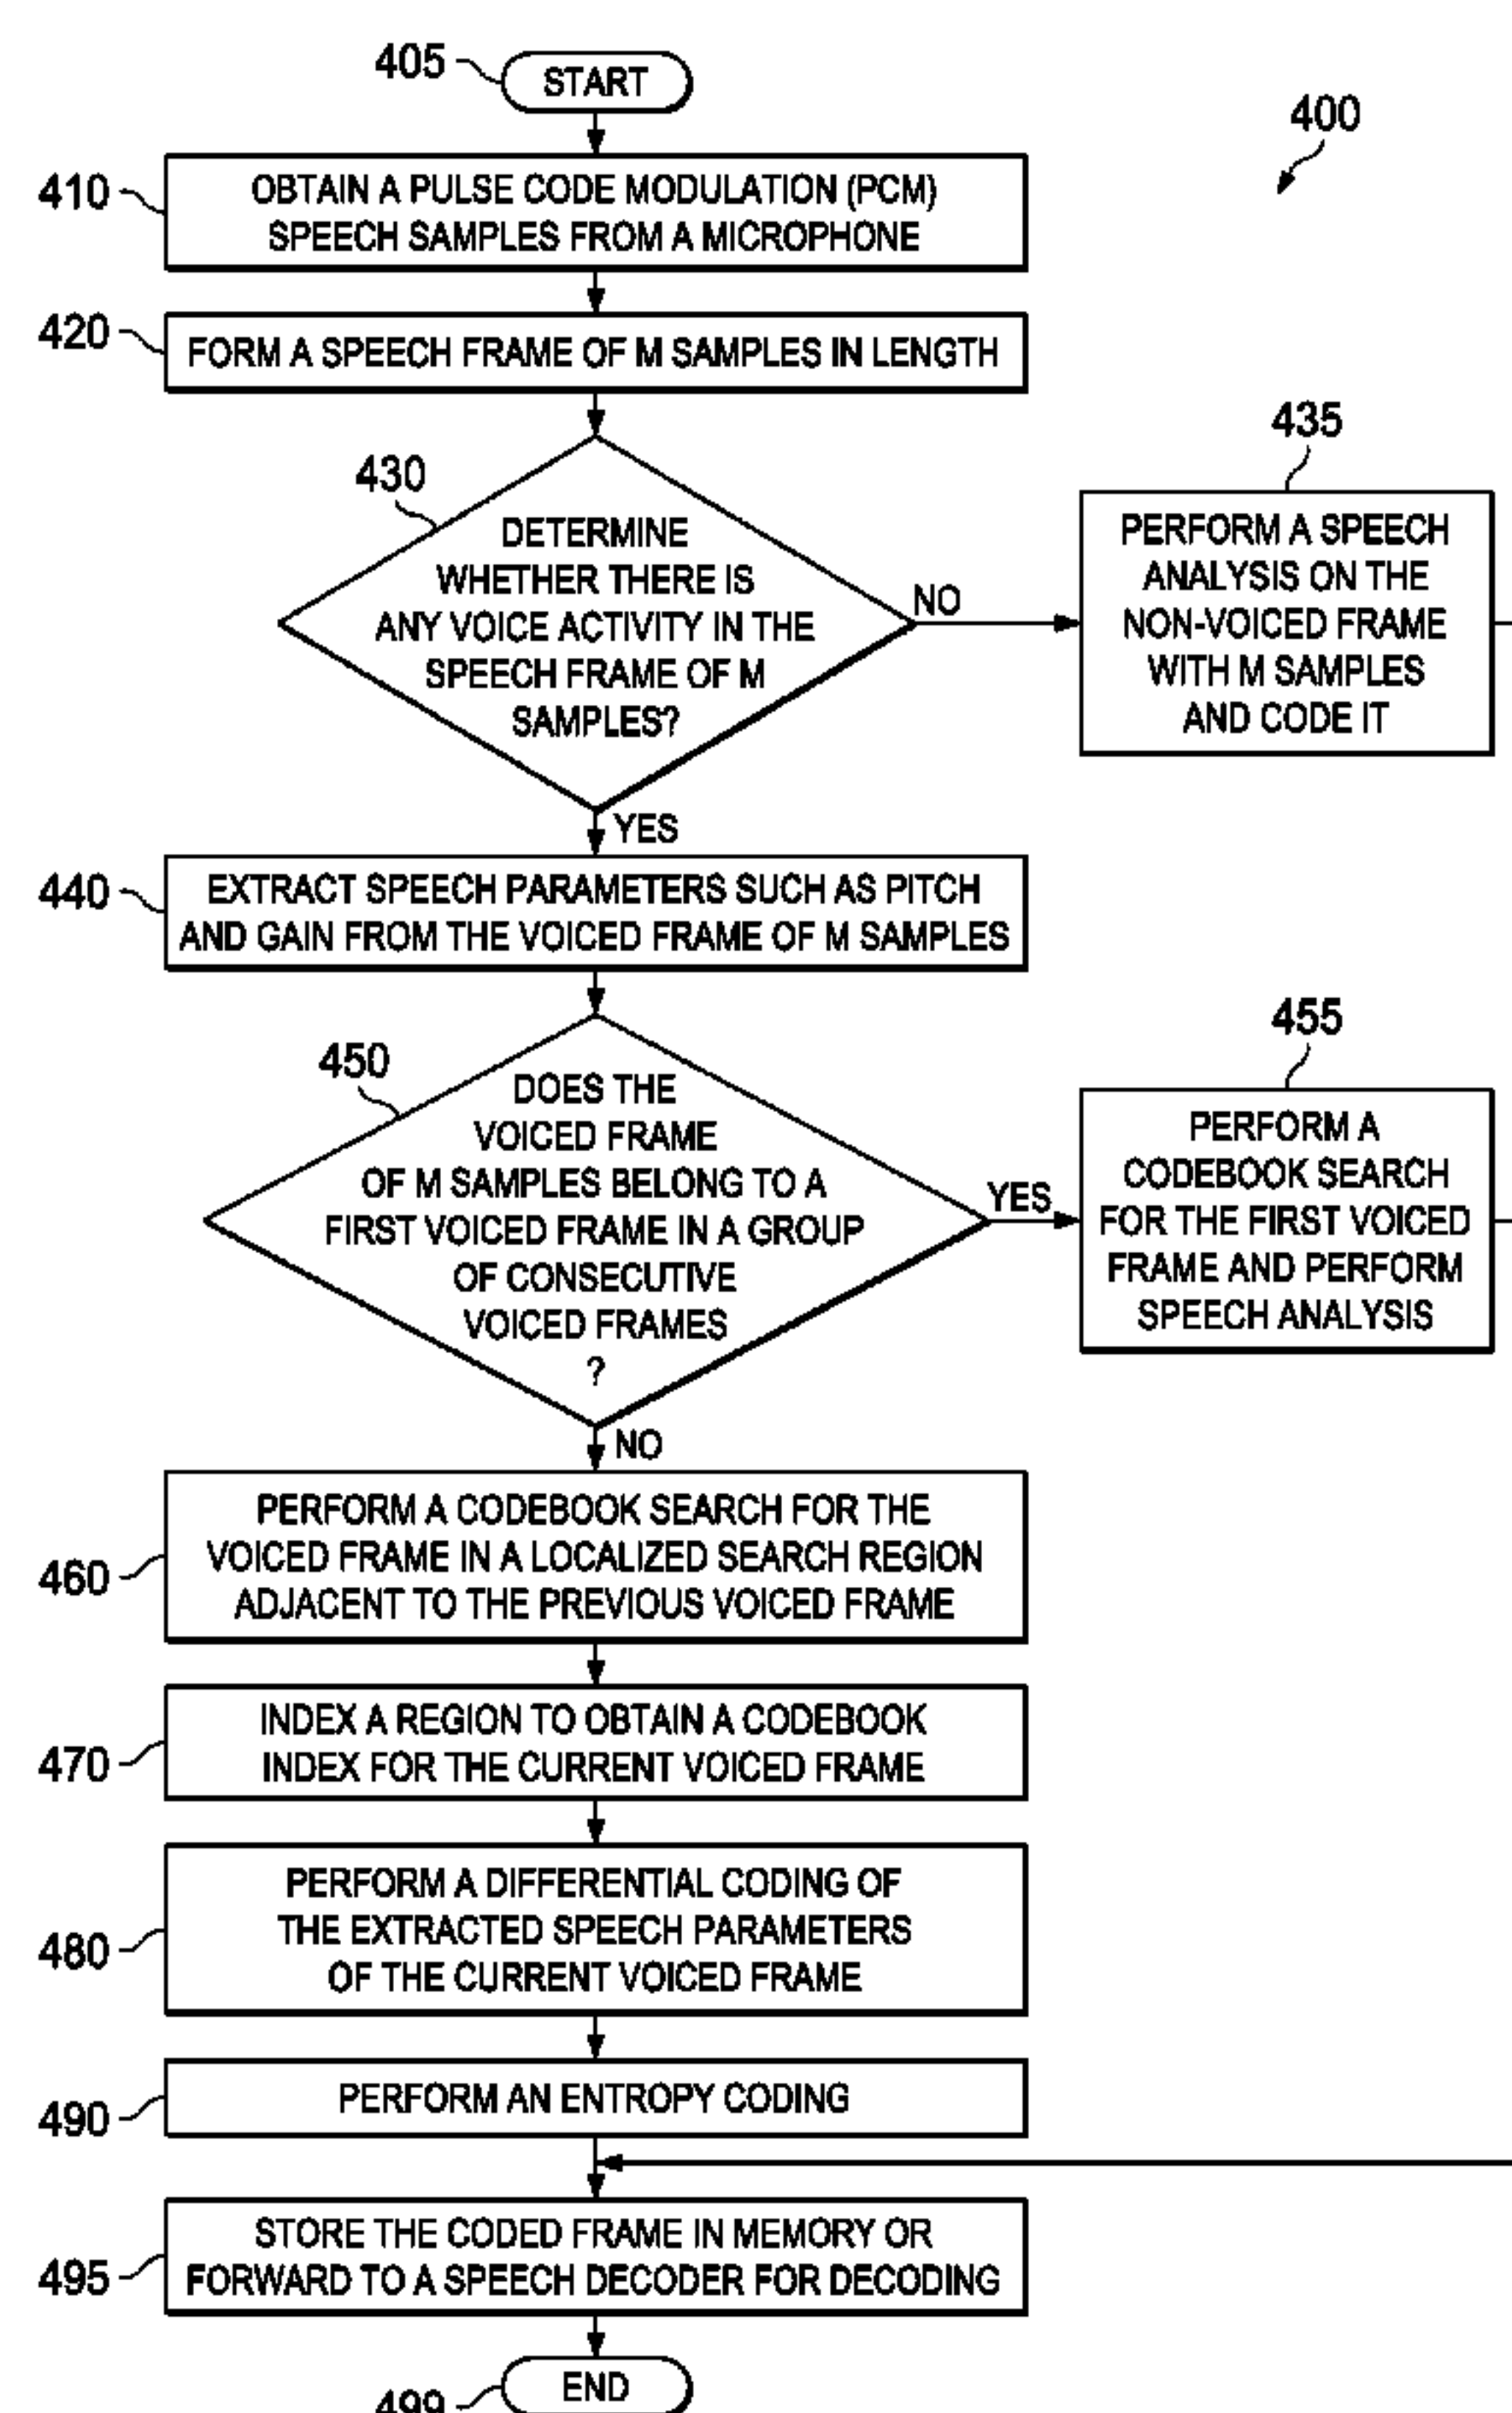 405
START
400
410
OBTAIN A PULSE CODE MODULATION (PCM)
SPEECH SAMPLES FROM A MICROPHONE
420
FORM A SPEECH FRAME OF M SAMPLES IN LENGTH
430
DETERMINE
WHETHER THERE IS
ANY VOICE ACTIVITY IN THE
SPEECH FRAME OF M
SAMPLES?
NO
435
PERFORM A SPEECH
ANALYSIS ON THE
NON-VOICED FRAME
WITH M SAMPLES
AND CODE IT
YES
440
EXTRACT SPEECH PARAMETERS SUCH AS PITCH
AND GAIN FROM THE VOICED FRAME OF M SAMPLES
450
DOES THE
VOICED FRAME
OF M SAMPLES BELONG TO A
FIRST VOICED FRAME IN A GROUP
OF CONSECUTIVE
VOICED FRAMES
?
YES
455
PERFORM A
CODEBOOK SEARCH
FOR THE FIRST VOICED
FRAME AND PERFORM
SPEECH ANALYSIS
NO
460
PERFORM A CODEBOOK SEARCH FOR THE
VOICED FRAME IN A LOCALIZED SEARCH REGION
ADJACENT TO THE PREVIOUS VOICED FRAME
470
INDEX A REGION TO OBTAIN A CODEBOOK
INDEX FOR THE CURRENT VOICED FRAME
480
PERFORM A DIFFERENTIAL CODING OF
THE EXTRACTED SPEECH PARAMETERS
OF THE CURRENT VOICED FRAME
490
PERFORM AN ENTROPY CODING
495
STORE THE CODED FRAME IN MEMORY OR
FORWARD TO A SPEECH DECODER FOR DECODING
499
END